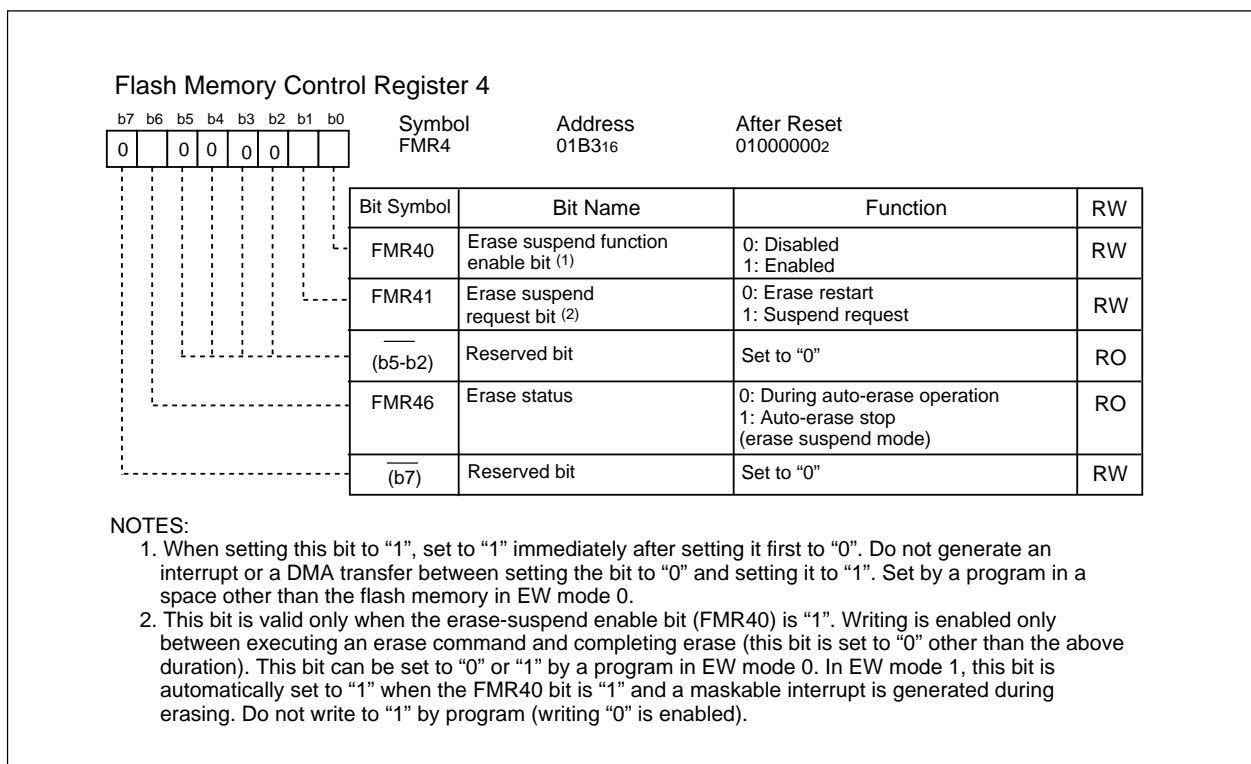 Flash Memory Control Register 4
b7 b6 b5 b4 b3 b2 b1 b0
0 0 0 0 0
Symbol Address After Reset
FMR4 01B316 010000002
Bit Symbol Bit Name Function RW
FMR40 Erase suspend function enable bit (1) 0: Disabled 1: Enabled RW
FMR41 Erase suspend request bit (2) 0: Erase restart 1: Suspend request RW
(b5-b2) Reserved bit Set to “0” RO
FMR46 Erase status 0: During auto-erase operation 1: Auto-erase stop (erase suspend mode) RO
(b7) Reserved bit Set to “0” RW
NOTES:
1. When setting this bit to “1”, set to “1” immediately after setting it first to “0”. Do not generate an
interrupt or a DMA transfer between setting the bit to “0” and setting it to “1”. Set by a program in a
space other than the flash memory in EW mode 0.
2. This bit is valid only when the erase-suspend enable bit (FMR40) is “1”. Writing is enabled only
between executing an erase command and completing erase (this bit is set to “0” other than the above
duration). This bit can be set to “0” or “1” by a program in EW mode 0. In EW mode 1, this bit is
automatically set to “1” when the FMR40 bit is “1” and a maskable interrupt is generated during
erasing. Do not write to “1” by program (writing “0” is enabled).